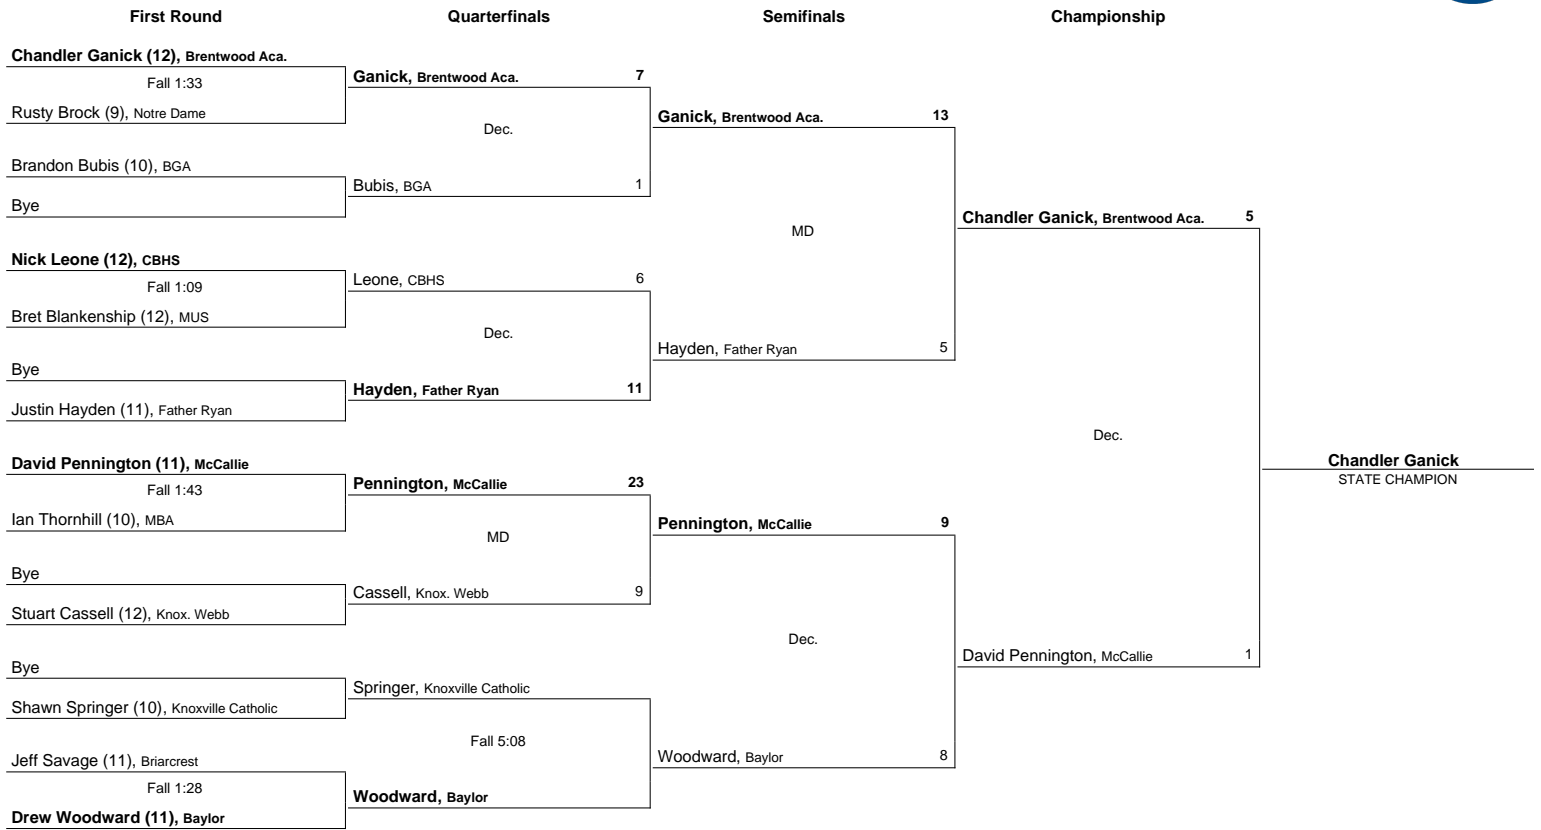 First Round
Quarterfinals
Semifinals
Championship
Chandler Ganick (12), Brentwood Aca.
Fall 1:33
Rusty Brock (9), Notre Dame
Brandon Bubis (10), BGA
Bye
Nick Leone (12), CBHS
Fall 1:09
Bret Blankenship (12), MUS
Bye
Justin Hayden (11), Father Ryan
David Pennington (11), McCallie
Fall 1:43
Ian Thornhill (10), MBA
Bye
Stuart Cassell (12), Knox. Webb
Bye
Shawn Springer (10), Knoxville Catholic
Jeff Savage (11), Briarcrest
Fall 1:28
Drew Woodward (11), Baylor
Ganick, Brentwood Aca. 7
Dec.
Bubis, BGA 1
Leone, CBHS 6
Dec.
Hayden, Father Ryan 11
Pennington, McCallie 23
MD
Cassell, Knox. Webb 9
Springer, Knoxville Catholic
Fall 5:08
Woodward, Baylor
Ganick, Brentwood Aca. 13
MD
Hayden, Father Ryan 5
Pennington, McCallie 9
Dec.
Woodward, Baylor 8
Chandler Ganick, Brentwood Aca. 5
Dec.
David Pennington, McCallie 1
Chandler Ganick
STATE CHAMPION